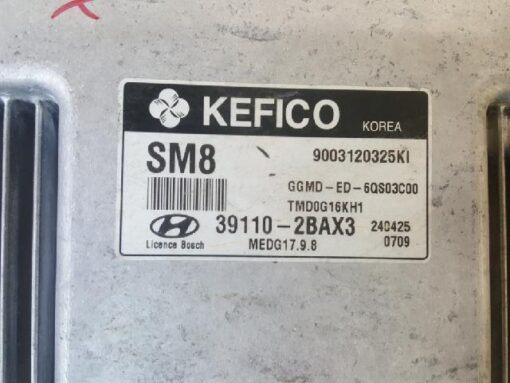 KEFICO KOREA
SM8 9003120325KI
GGMD-ED-6QS03C00
TMD0G16KH1
39110-2BAX3 240425
Licence Bosch MEDG17.9.8 0709